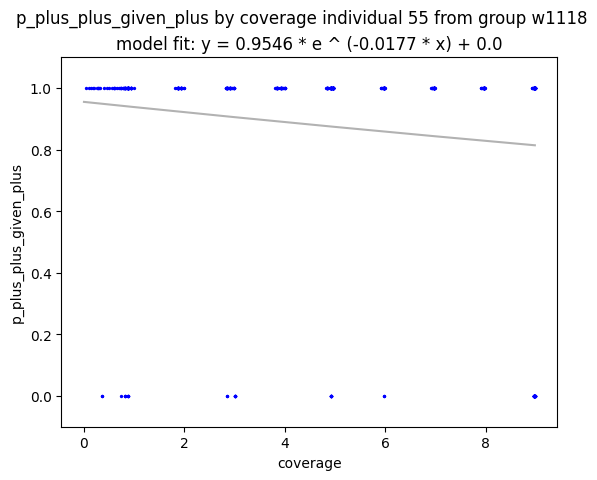 p_plus_plus_given_plus by coverage individual 55 from group w1118
model fit: y = 0.9546 * e ^ (-0.0177 * x) + 0.0
1.0
0.8
0.6
0.4
0.2
0.0
p_plus_plus_given_plus
0 2 4 6 8
coverage